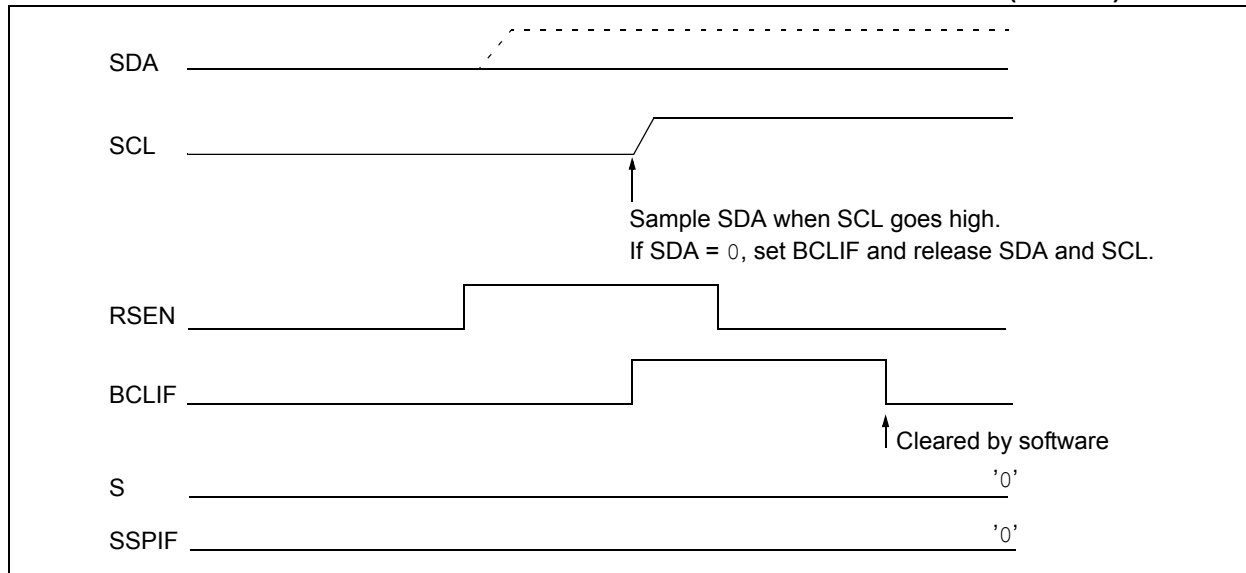 SDA
SCL
Sample SDA when SCL goes high.
If SDA = 0, set BCLIF and release SDA and SCL.
RSEN
BCLIF
Cleared by software
S
'0'
SSPIF
'0'